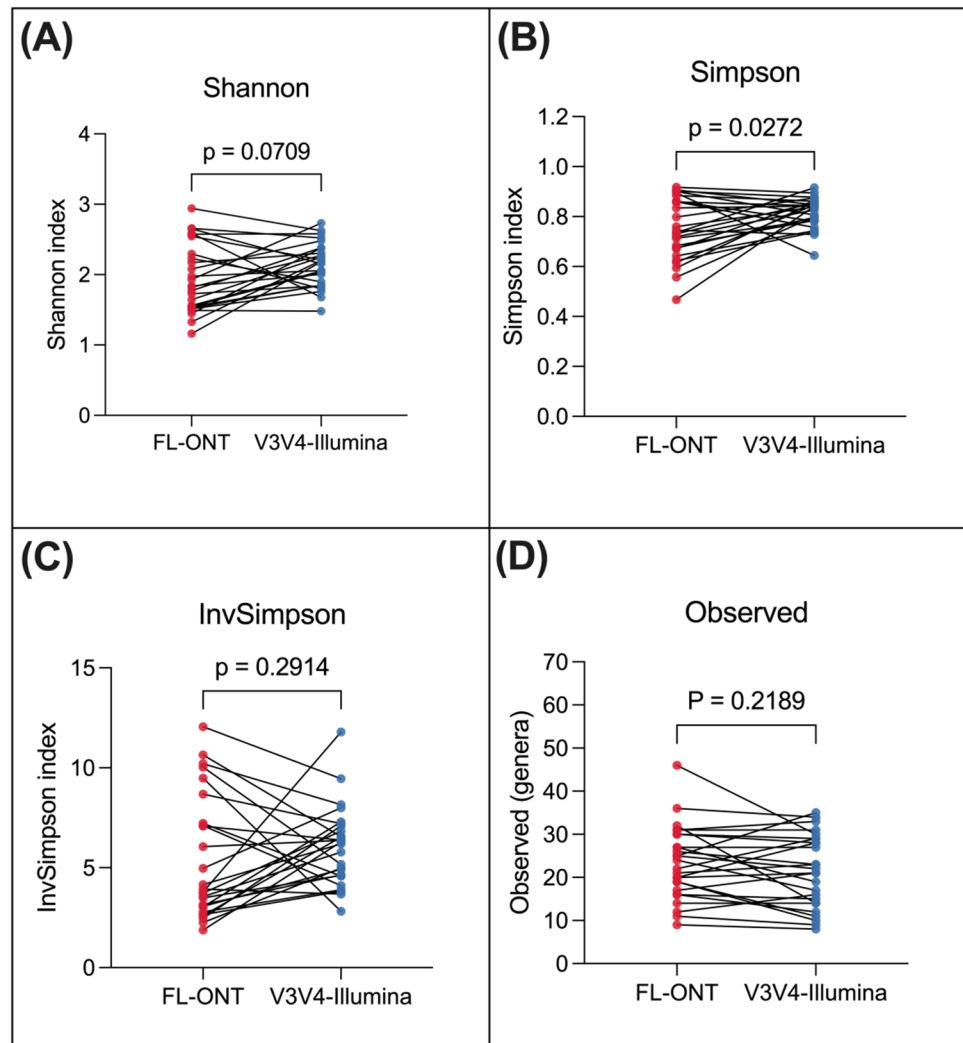 (A)
Shannon
p = 0.0709
Shannon index
4
3
2
1
0
FL-ONT V3V4-Illumina
(B)
Simpson
p = 0.0272
Simpson index
1.2
1.0
0.8
0.6
0.4
0.2
0.0
FL-ONT V3V4-Illumina
(C)
InvSimpson
p = 0.2914
InvSimpson index
15
10
5
0
FL-ONT V3V4-Illumina
(D)
Observed
P = 0.2189
Observed (genera)
70
60
50
40
30
20
10
0
FL-ONT V3V4-Illumina